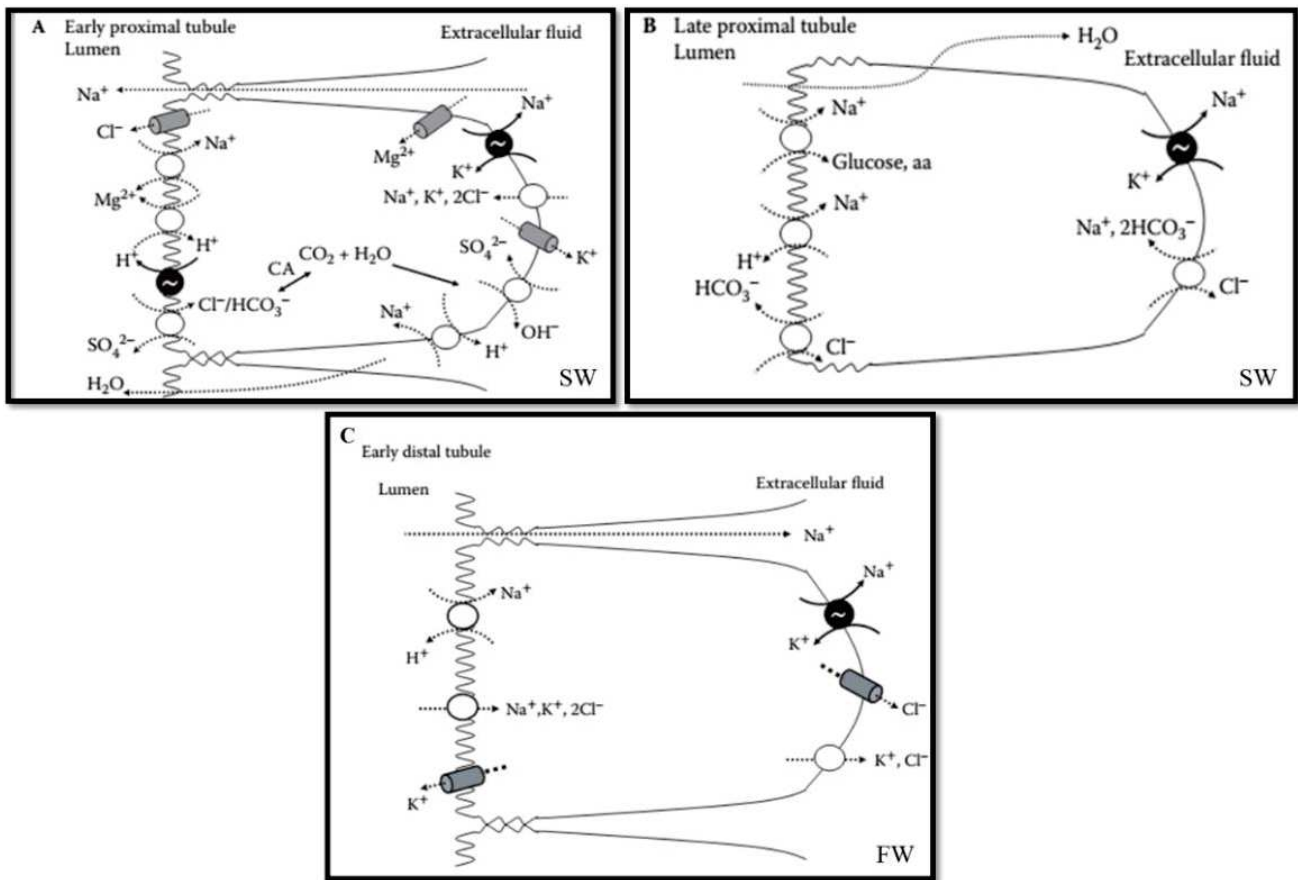 A Early proximal tubule
Lumen
Extracellular fluid
Na⁺
Na⁺
Cl⁻
Na⁺
Mg²⁺
K⁺
Mg²⁺
Na⁺, K⁺, 2Cl⁻
H⁺
H⁺
SO₄²⁻
K⁺
CO₂ + H₂O
CA
Cl⁻/HCO₃⁻
Na⁺
OH⁻
SO₄²⁻
H⁺
H₂O
SW
B Late proximal tubule
Lumen
H₂O
Extracellular fluid
Na⁺
Na⁺
~
Glucose, aa
K⁺
Na⁺
Na⁺, 2HCO₃⁻
H⁺
HCO₃⁻
Cl⁻
Cl⁻
SW
C
Early distal tubule
Lumen
Extracellular fluid
Na⁺
Na⁺
Na⁺
~
K⁺
H⁺
Na⁺,K⁺, 2Cl⁻
Cl⁻
K⁺, Cl⁻
K⁺
FW